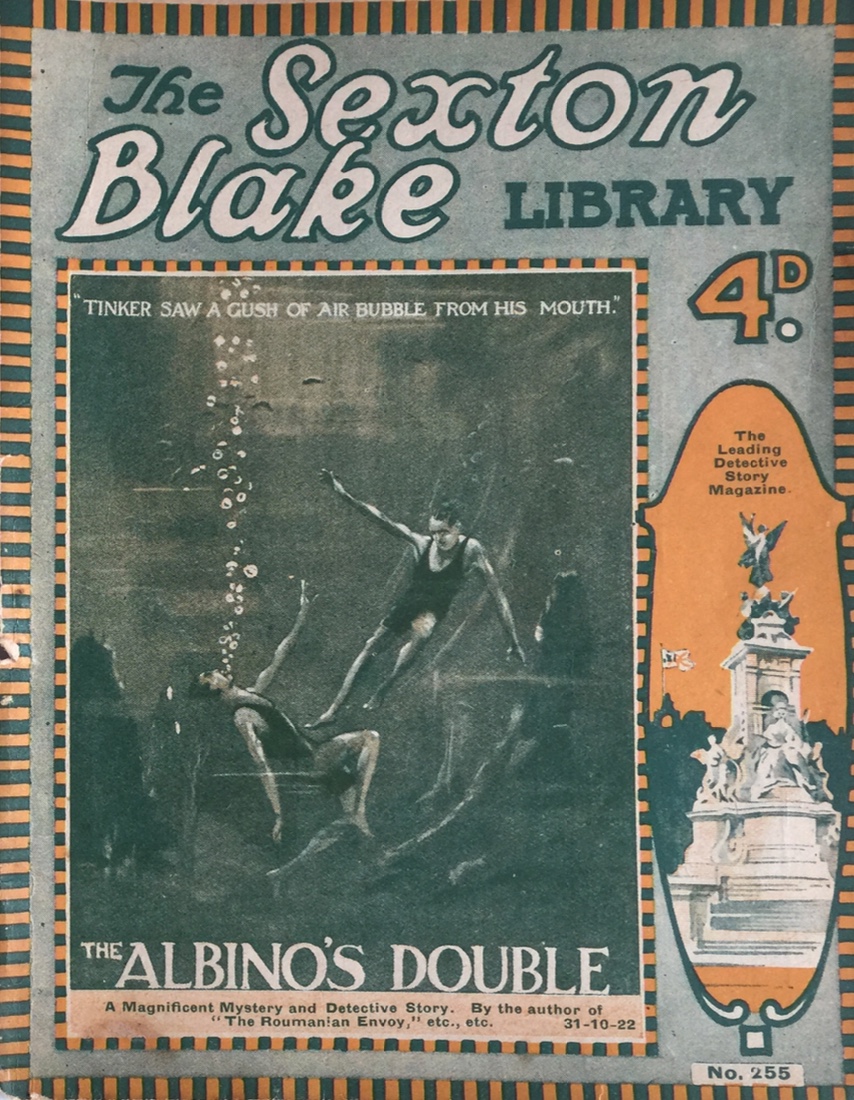 The Sexton
Blake LIBRARY
4D.
"TINKER SAW A GUSH OF AIR BUBBLE FROM HIS MOUTH."
The
Leading
Detective
Story
Magazine.
THE ALBINO'S DOUBLE
A Magnificent Mystery and Detective Story. By the author of
"The Roumanian Envoy," etc., etc. 31-10-22
No. 255